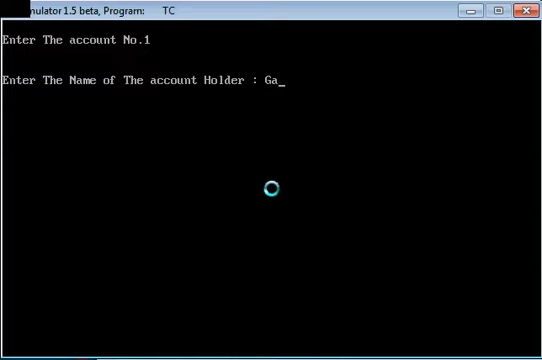 mulator 1.5 beta, Program: TC
Enter The account No.1
Enter The Name of The account Holder : Ga_